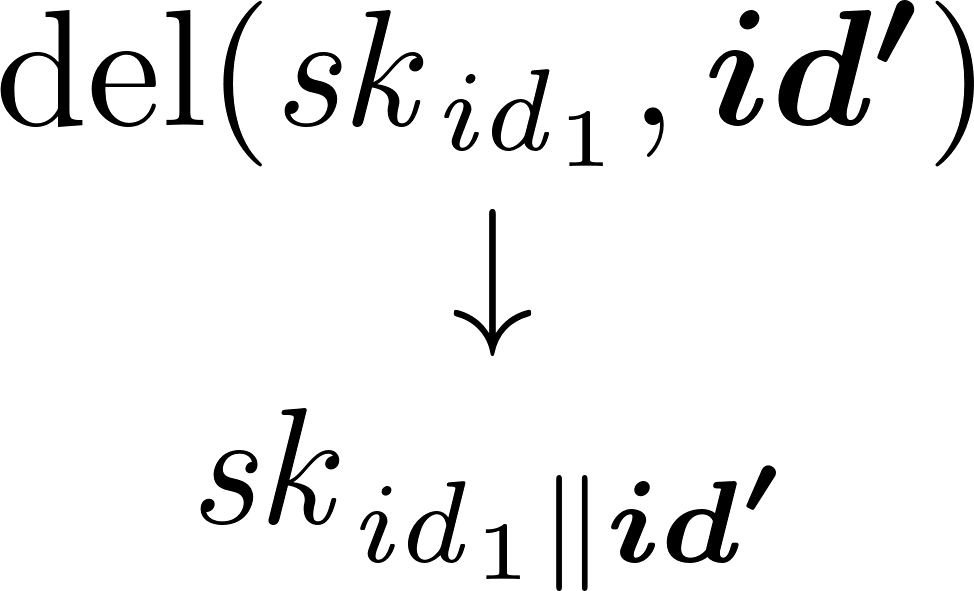 del(sk_{id_1}, id′)
↓
sk_{id_1∥id′}